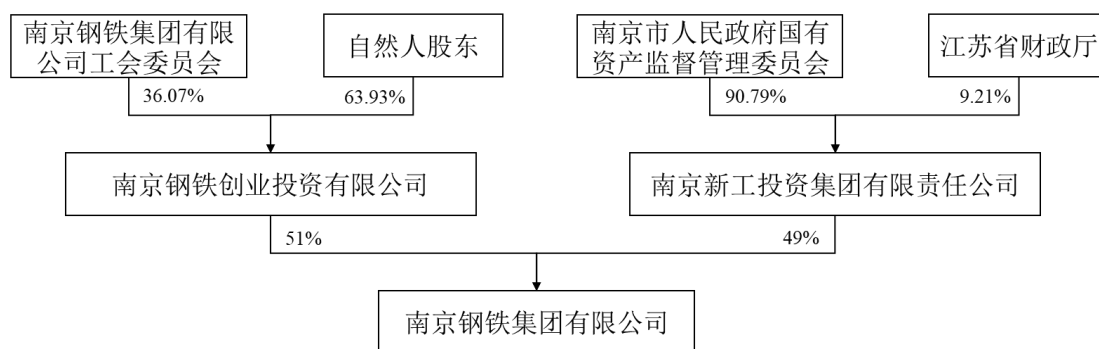 南京钢铁集团有限
公司工会委员会
自然人股东
南京市人民政府国有
资产监督管理委员会
江苏省财政厅
36.07%
63.93%
90.79%
9.21%
南京钢铁创业投资有限公司
南京新工投资集团有限责任公司
51%
49%
南京钢铁集团有限公司